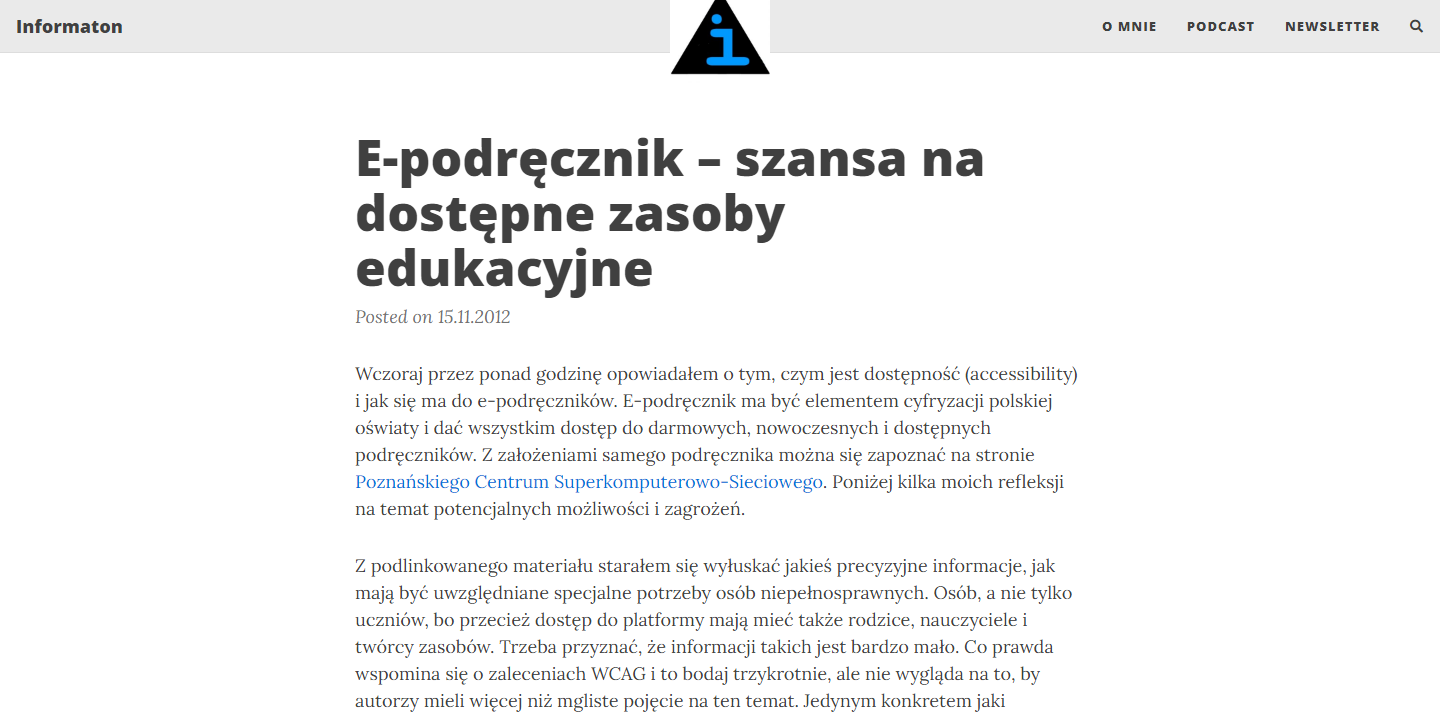 Informaton
i
O MNIE
PODCAST
NEWSLETTER
E-podręcznik – szansa na
dostępne zasoby
edukacyjne
Posted on 15.11.2012
Wczoraj przez ponad godzinę opowiadałem o tym, czym jest dostępność (accessibility)
i jak się ma do e-podręczników. E-podręcznik ma być elementem cyfryzacji polskiej
oświaty i dać wszystkim dostęp do darmowych, nowoczesnych i dostępnych
podręczników. Z założeniami samego podręcznika można się zapoznać na stronie
Poznańskiego Centrum Superkomputerowo-Sieciowego. Poniżej kilka moich refleksji
na temat potencjalnych możliwości i zagrożeń.
Z podlinkowanego materiału starałem się wyłuskać jakieś precyzyjne informacje, jak
mają być uwzględniane specjalne potrzeby osób niepełnosprawnych. Osób, a nie tylko
uczniów, bo przecież dostęp do platformy mają mieć także rodzice, nauczyciele i
twórcy zasobów. Trzeba przyznać, że informacji takich jest bardzo mało. Co prawda
wspomina się o zaleceniach WCAG i to bodaj trzykrotnie, ale nie wygląda na to, by
autorzy mieli więcej niż mgliste pojęcie na ten temat. Jedynym konkretem jaki